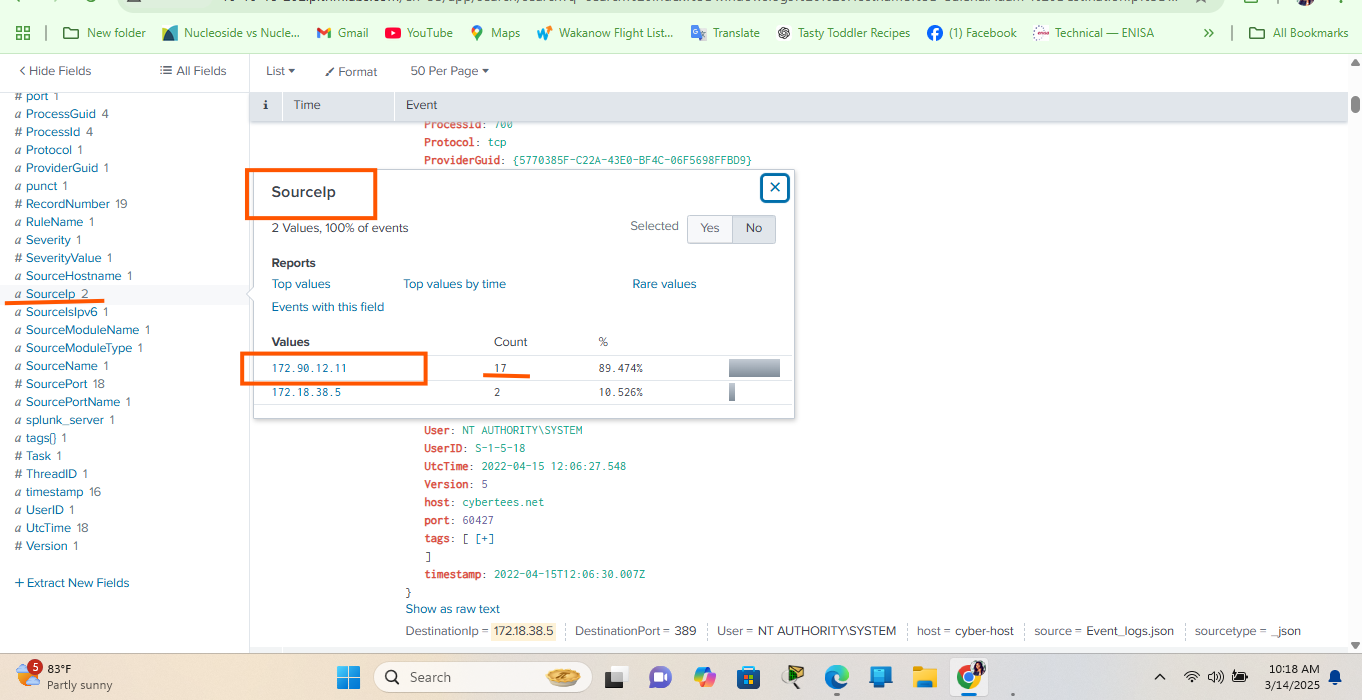 New folder
Nucleoside vs Nucle...
Gmail
YouTube
Maps
Wakanow Flight List...
Translate
Tasty Toddler Recipes
(1) Facebook
Technical — ENISA
»
All Bookmarks
Hide Fields
All Fields
List
Format
50 Per Page
i
Time
Event
# port 1
a ProcessGuid 4
# ProcessId 4
a Protocol 1
a ProviderGuid 1
a punct 1
# RecordNumber 19
a RuleName 1
a Severity 1
# SeverityValue 1
a SourceHostname 1
a SourceIp 2
a SourceIsIpv6 1
a SourceModuleName 1
a SourceModuleType 1
a SourceName 1
# SourcePort 18
a SourcePortName 1
a splunk_server 1
a tags{} 1
# Task 1
# ThreadID 1
a timestamp 16
a UserID 1
a UtcTime 18
# Version 1
+ Extract New Fields
ProcessId: 700
Protocol: tcp
ProviderGuid: {5770385F-C22A-43E0-BF4C-06F5698FFBD9}
SourceIp
2 Values, 100% of events
Selected
Yes
No
Reports
Top values
Top values by time
Rare values
Events with this field
Values Count %
172.90.12.11 17 89.474%
172.18.38.5 2 10.526%
User: NT AUTHORITY\SYSTEM
UserID: S-1-5-18
UtcTime: 2022-04-15 12:06:27.548
Version: 5
host: cybertees.net
port: 60427
tags: [ [+]
]
timestamp: 2022-04-15T12:06:30.007Z
}
Show as raw text
DestinationIp = 172.18.38.5 DestinationPort = 389 User = NT AUTHORITY\SYSTEM host = cyber-host source = Event_logs.json sourcetype = _json
5
83°F
Partly sunny
Search
10:18 AM
3/14/2025